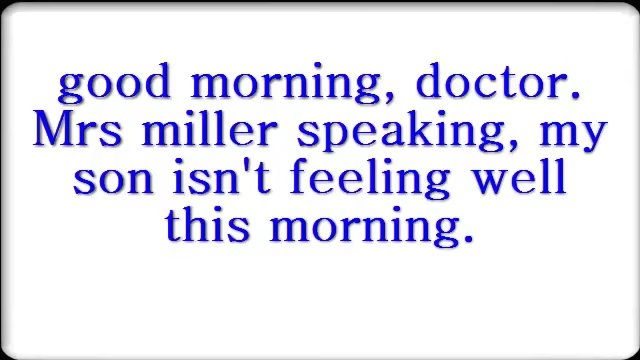 good morning, doctor.
Mrs miller speaking, my
son isn't feeling well
this morning.